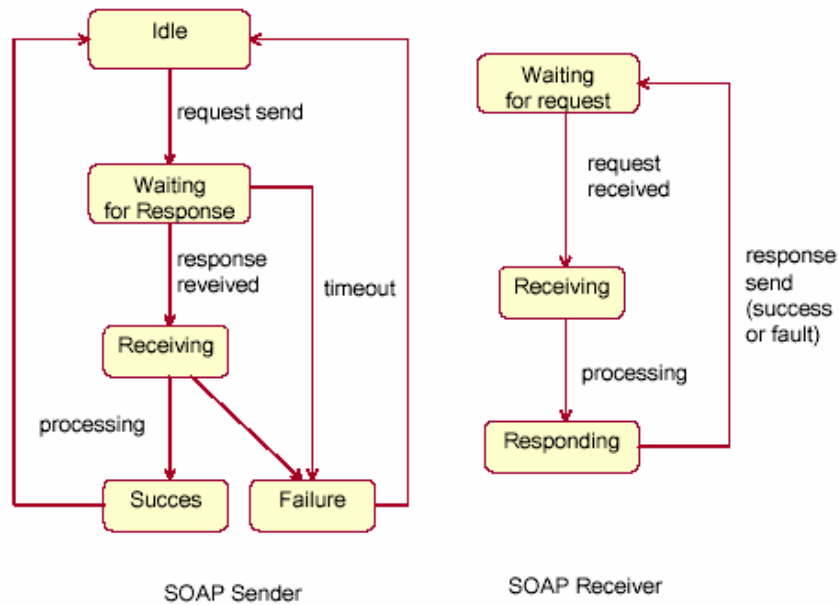 Idle
request send
Waiting
for Response
response
reveived
timeout
Receiving
processing
Succes
Failure
SOAP Sender
Waiting
for request
request
received
Receiving
response
send
(success
or fault)
processing
Responding
SOAP Receiver